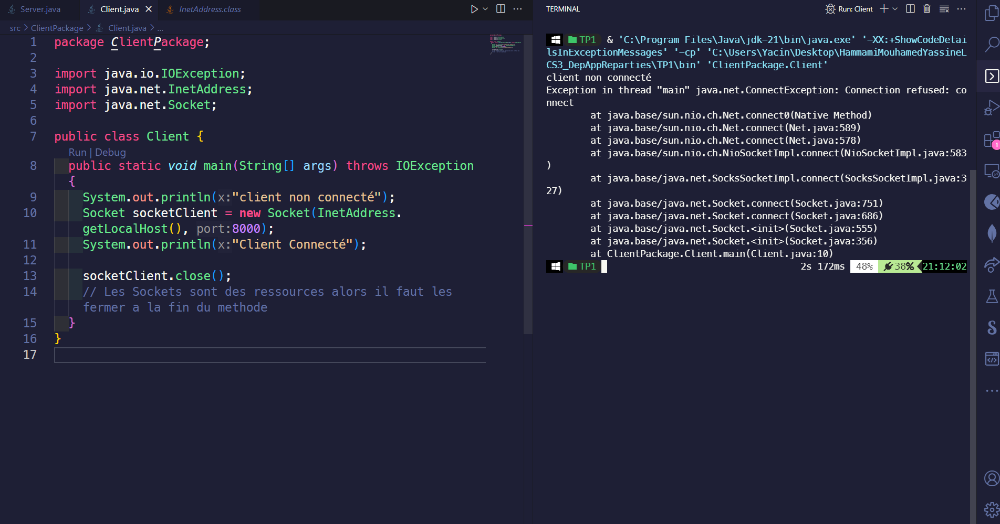 Server.java
Client.java
InetAddress.class
src > ClientPackage > Client.java > ...
1 package ClientPackage;
2
3 import java.io.IOException;
4 import java.net.InetAddress;
5 import java.net.Socket;
6
7 public class Client {
Run | Debug
8 public static void main(String[] args) throws IOException
{
9 System.out.println(x:"client non connecté");
10 Socket socketClient = new Socket(InetAddress.
getLocalHost(), port:8000);
11 System.out.println(x:"Client Connecté");
12
13 socketClient.close();
14 // Les Sockets sont des ressources alors il faut les
fermer a la fin du methode
15 }
16 }
17
TERMINAL
Run: Client
TP1 & 'C:\Program Files\Java\jdk-21\bin\java.exe' '-XX:+ShowCodeDetai
lsInExceptionMessages' '-cp' 'C:\Users\Yacin\Desktop\HammamiMouhamedYassineL
CS3_DepAppReparties\TP1\bin' 'ClientPackage.Client'
client non connecté
Exception in thread "main" java.net.ConnectException: Connection refused: co
nnect
at java.base/sun.nio.ch.Net.connect0(Native Method)
at java.base/sun.nio.ch.Net.connect(Net.java:589)
at java.base/sun.nio.ch.Net.connect(Net.java:578)
at java.base/sun.nio.ch.NioSocketImpl.connect(NioSocketImpl.java:583
)
at java.base/java.net.SocksSocketImpl.connect(SocksSocketImpl.java:3
27)
at java.base/java.net.Socket.connect(Socket.java:751)
at java.base/java.net.Socket.connect(Socket.java:686)
at java.base/java.net.Socket.<init>(Socket.java:555)
at java.base/java.net.Socket.<init>(Socket.java:356)
at ClientPackage.Client.main(Client.java:10)
TP1 2s 172ms 48% 38% 21:12:02
1